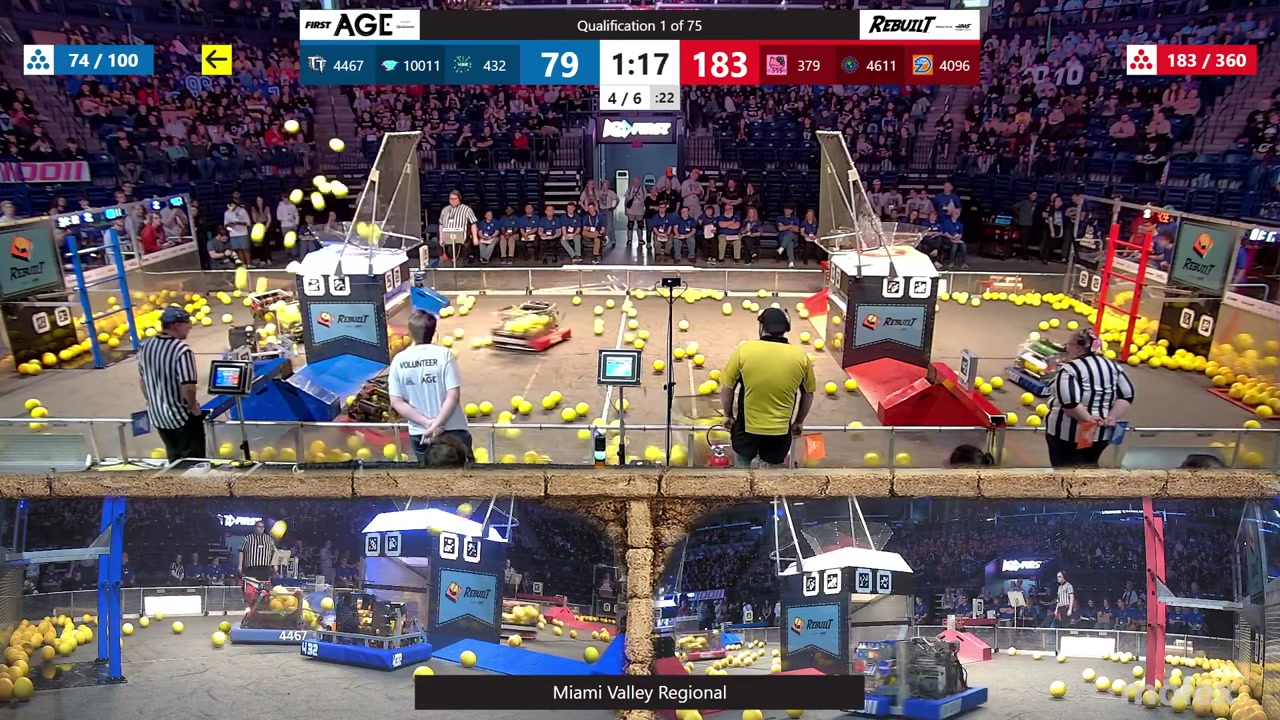 FIRST AGE
Qualification 1 of 75
REBUILT
74 / 100
4467
10011
432
79
1:17
183
379
4611
4096
183 / 360
4 / 6
:22
REBUILT
REBUILT
REBUILT
REBUILT
VOLUNTEER
AGE
FIRST
REBUILT
REBUILT
4467
432
Miami Valley Regional